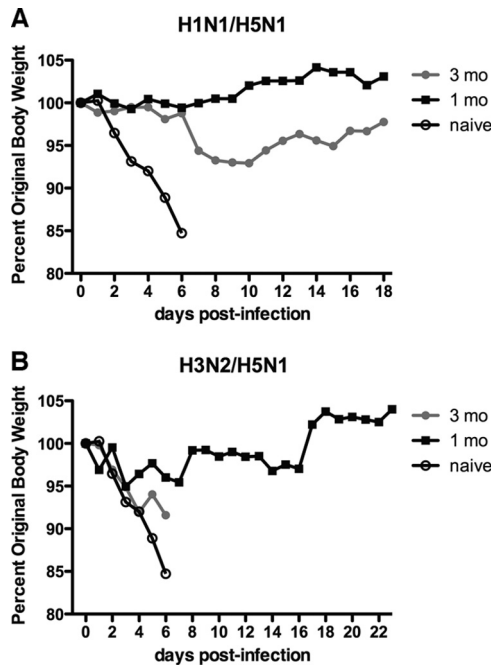 A
H1N1/H5N1
Percent Original Body Weight
105
100
95
90
85
80
0 2 4 6 8 10 12 14 16 18
days post-infection
3 mo
1 mo
naive
B
H3N2/H5N1
Percent Original Body Weight
105
100
95
90
85
80
0 2 4 6 8 10 12 14 16 18 20 22
days post-infection
3 mo
1 mo
naive